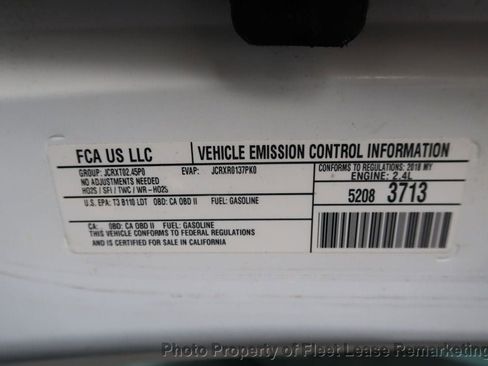 FCA US LLC
VEHICLE EMISSION CONTROL INFORMATION
GROUP: JCRXT02.45P0
EVAP: JCRXR0137PK0
CONFORMS TO REGULATIONS: 2018 MY
NO ADJUSTMENTS NEEDED
ENGINE: 2.4L
HO2S / SFI / TWC / WR-HO2S
5208 3713
U.S. EPA: T3 B110 LDT OBD: CA OBD II FUEL: GASOLINE
CA: OBD: CA OBD II FUEL: GASOLINE
THIS VEHICLE CONFORMS TO FEDERAL REGULATIONS
AND IS CERTIFIED FOR SALE IN CALIFORNIA
Photo Property of Fleet Lease Remarketing